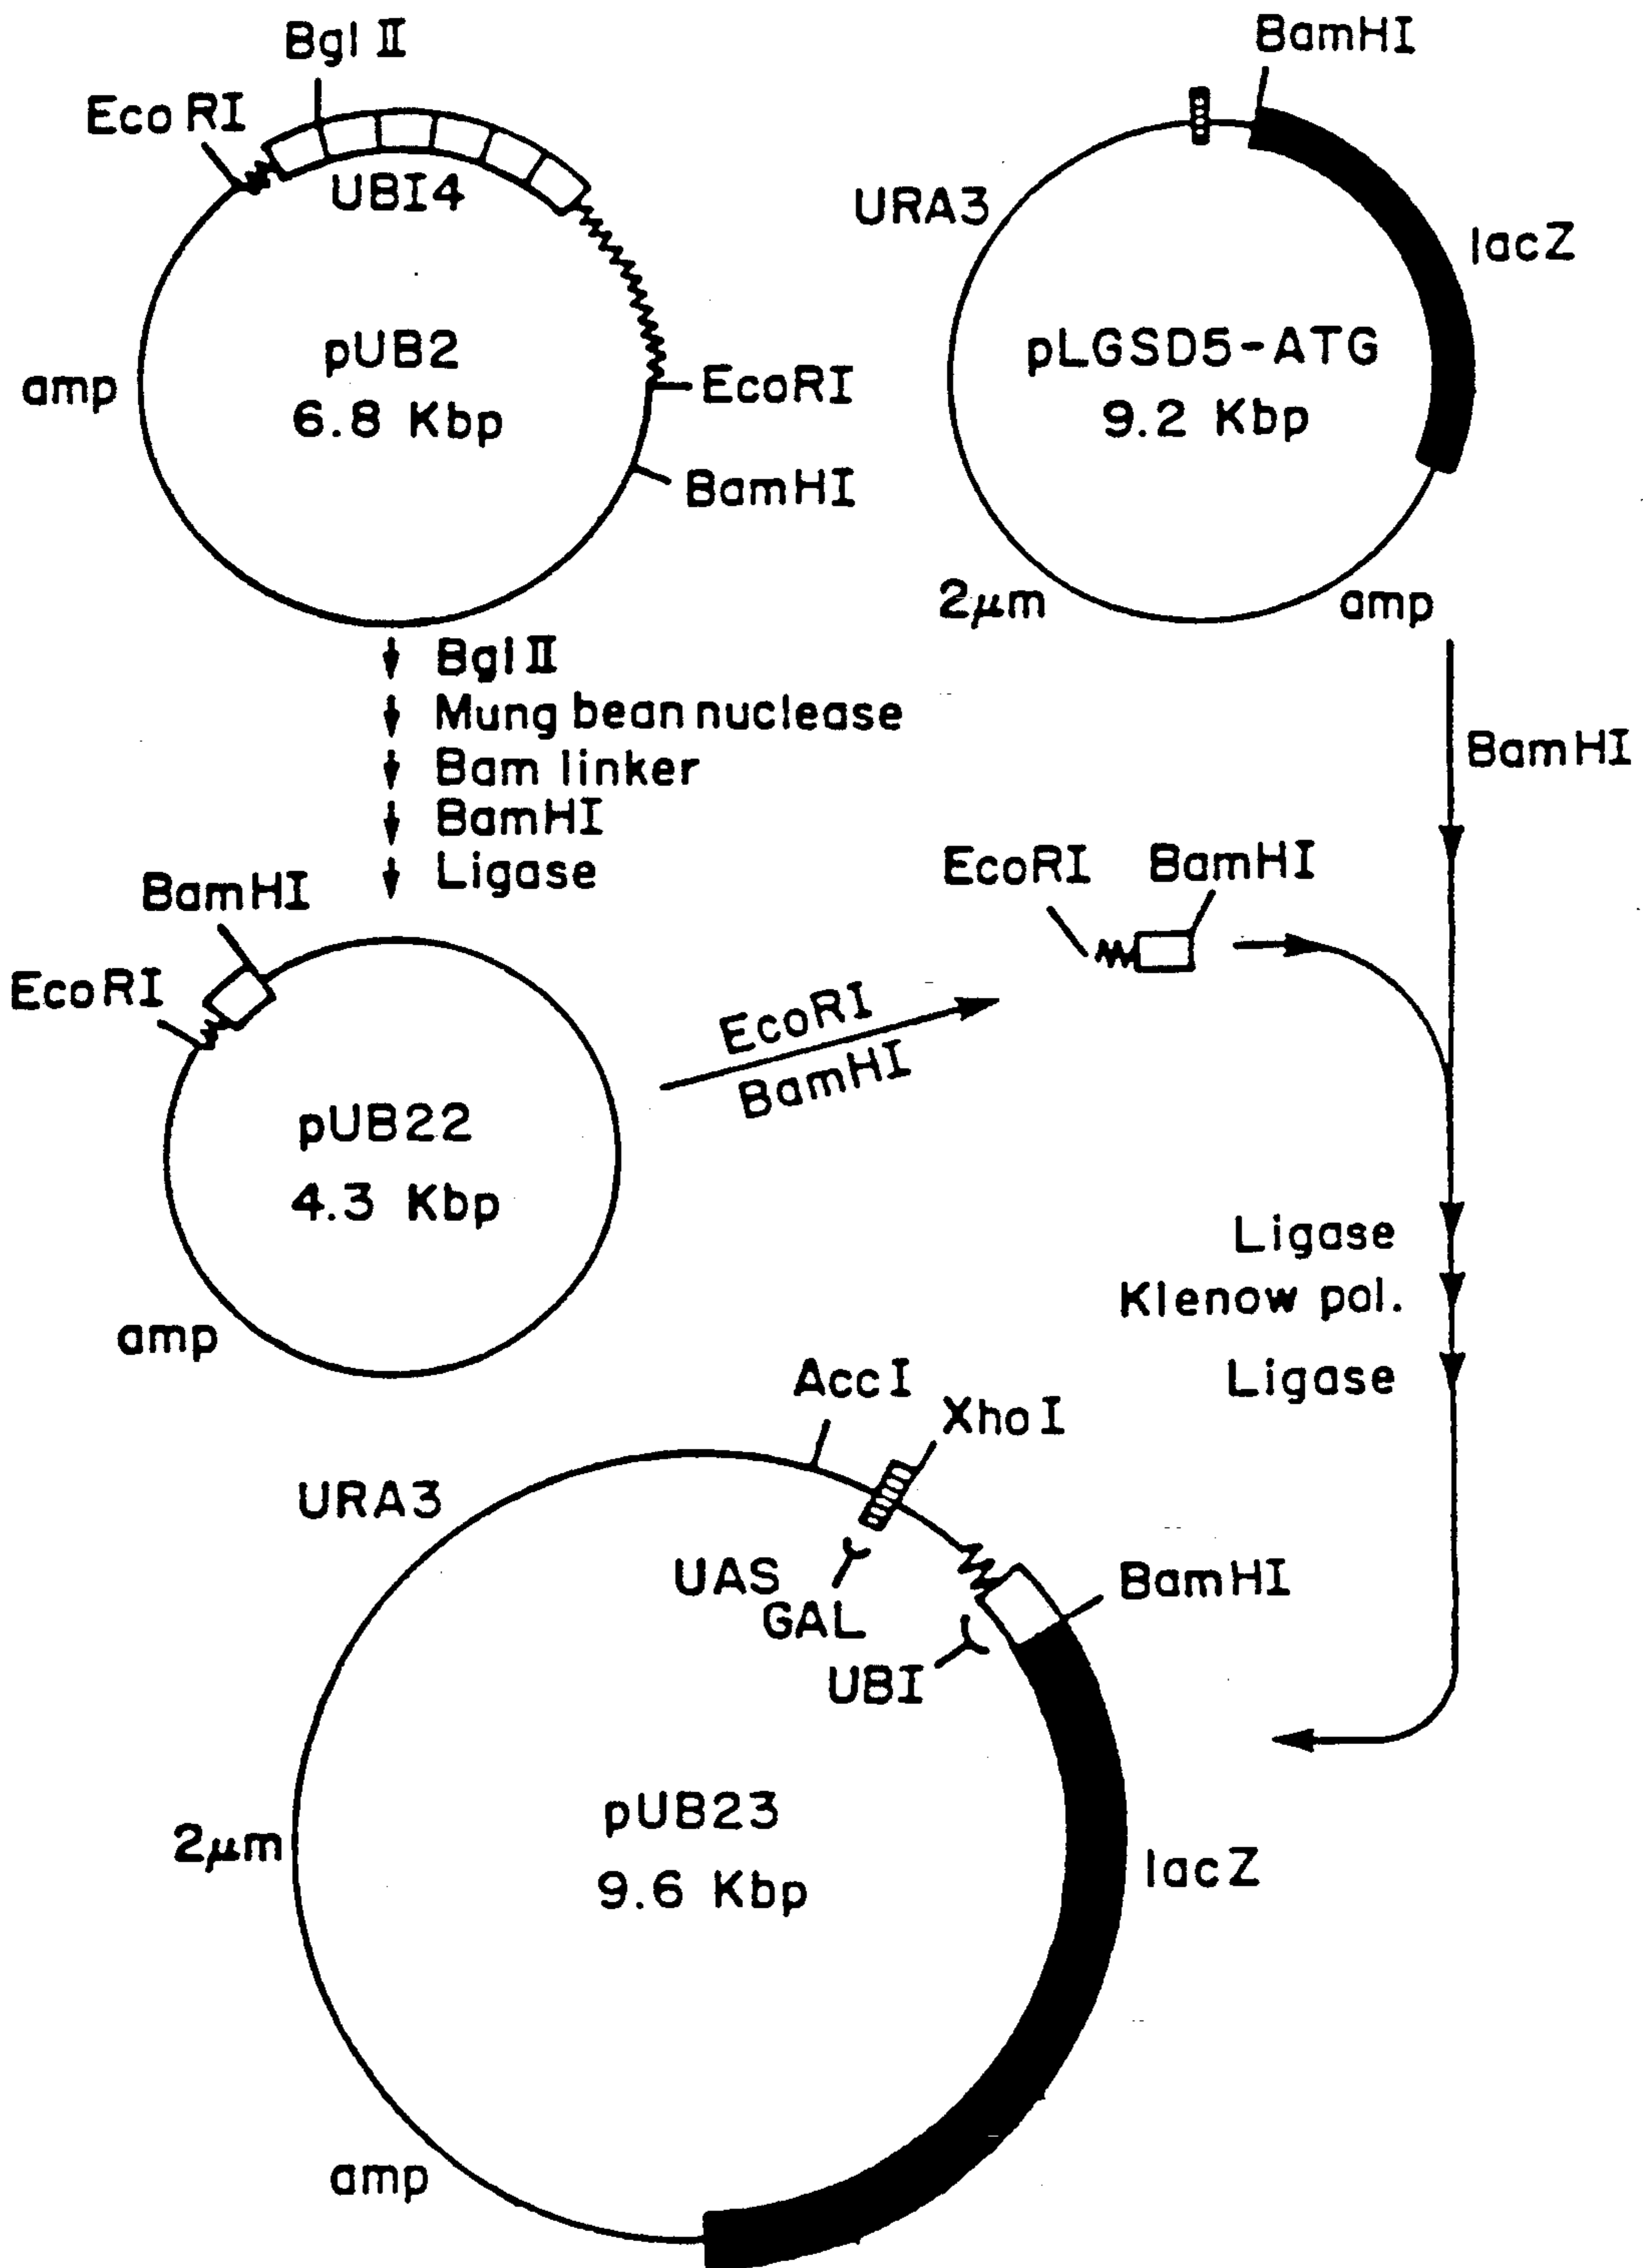 Bgl II
EcoRI
UBI4
pUB2
6.8 Kbp
amp
EcoRI
BamHI
BamHI
URA3
lacZ
pLGSD5-ATG
9.2 Kbp
2μm
amp
Bgl II
Mung bean nuclease
Bam linker
BamHI
Ligase
BamHI
EcoRI
BamHI
BamHI
EcoRI
pUB22
4.3 Kbp
amp
EcoRI
BamHI
Ligase
Klenow pol.
Ligase
AccI
XhoI
URA3
UAS
GAL
UBI
BamHI
pUB23
9.6 Kbp
2μm
lacZ
amp